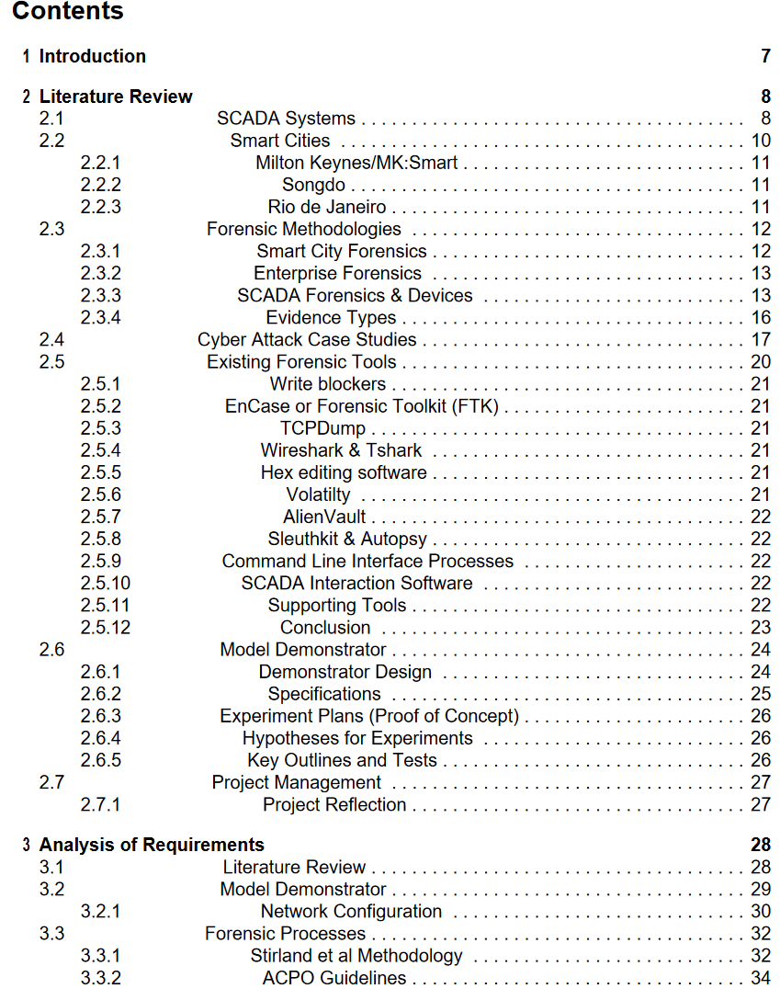 Contents
1 Introduction 7
2 Literature Review 8
2.1 SCADA Systems . . . . . . . . . . . . . . . . . . . . . . . . . . . . . . . . . . . 8
2.2 Smart Cities . . . . . . . . . . . . . . . . . . . . . . . . . . . . . . . . . . . . 10
2.2.1 Milton Keynes/MK:Smart . . . . . . . . . . . . . . . . . . . . . . . . . . 11
2.2.2 Songdo . . . . . . . . . . . . . . . . . . . . . . . . . . . . . . . . . . . . 11
2.2.3 Rio de Janeiro . . . . . . . . . . . . . . . . . . . . . . . . . . . . . . . . 11
2.3 Forensic Methodologies . . . . . . . . . . . . . . . . . . . . . . . . . . . . . . 12
2.3.1 Smart City Forensics . . . . . . . . . . . . . . . . . . . . . . . . . . . . 12
2.3.2 Enterprise Forensics . . . . . . . . . . . . . . . . . . . . . . . . . . . . 13
2.3.3 SCADA Forensics & Devices . . . . . . . . . . . . . . . . . . . . . . . . 13
2.3.4 Evidence Types . . . . . . . . . . . . . . . . . . . . . . . . . . . . . . . 16
2.4 Cyber Attack Case Studies . . . . . . . . . . . . . . . . . . . . . . . . . . . . . 17
2.5 Existing Forensic Tools . . . . . . . . . . . . . . . . . . . . . . . . . . . . . . . 20
2.5.1 Write blockers . . . . . . . . . . . . . . . . . . . . . . . . . . . . . . . . 21
2.5.2 EnCase or Forensic Toolkit (FTK) . . . . . . . . . . . . . . . . . . . . . . 21
2.5.3 TCPDump . . . . . . . . . . . . . . . . . . . . . . . . . . . . . . . . . . 21
2.5.4 Wireshark & Tshark . . . . . . . . . . . . . . . . . . . . . . . . . . . . 21
2.5.5 Hex editing software . . . . . . . . . . . . . . . . . . . . . . . . . . . . 21
2.5.6 Volatilty . . . . . . . . . . . . . . . . . . . . . . . . . . . . . . . . . . . 21
2.5.7 AlienVault . . . . . . . . . . . . . . . . . . . . . . . . . . . . . . . . . . 22
2.5.8 Sleuthkit & Autopsy . . . . . . . . . . . . . . . . . . . . . . . . . . . . 22
2.5.9 Command Line Interface Processes . . . . . . . . . . . . . . . . . . . . 22
2.5.10 SCADA Interaction Software . . . . . . . . . . . . . . . . . . . . . . . . 22
2.5.11 Supporting Tools . . . . . . . . . . . . . . . . . . . . . . . . . . . . . . 22
2.5.12 Conclusion . . . . . . . . . . . . . . . . . . . . . . . . . . . . . . . . . 23
2.6 Model Demonstrator . . . . . . . . . . . . . . . . . . . . . . . . . . . . . . . . 24
2.6.1 Demonstrator Design . . . . . . . . . . . . . . . . . . . . . . . . . . . 24
2.6.2 Specifications . . . . . . . . . . . . . . . . . . . . . . . . . . . . . . . . 25
2.6.3 Experiment Plans (Proof of Concept) . . . . . . . . . . . . . . . . . . . . 26
2.6.4 Hypotheses for Experiments . . . . . . . . . . . . . . . . . . . . . . . . 26
2.6.5 Key Outlines and Tests . . . . . . . . . . . . . . . . . . . . . . . . . . . 26
2.7 Project Management . . . . . . . . . . . . . . . . . . . . . . . . . . . . . . . . 27
2.7.1 Project Reflection . . . . . . . . . . . . . . . . . . . . . . . . . . . . . . 27
3 Analysis of Requirements 28
3.1 Literature Review . . . . . . . . . . . . . . . . . . . . . . . . . . . . . . . . . . 28
3.2 Model Demonstrator . . . . . . . . . . . . . . . . . . . . . . . . . . . . . . . . 29
3.2.1 Network Configuration . . . . . . . . . . . . . . . . . . . . . . . . . . 30
3.3 Forensic Processes . . . . . . . . . . . . . . . . . . . . . . . . . . . . . . . . . 32
3.3.1 Stirland et al Methodology . . . . . . . . . . . . . . . . . . . . . . . . . 32
3.3.2 ACPO Guidelines . . . . . . . . . . . . . . . . . . . . . . . . . . . . . . 34